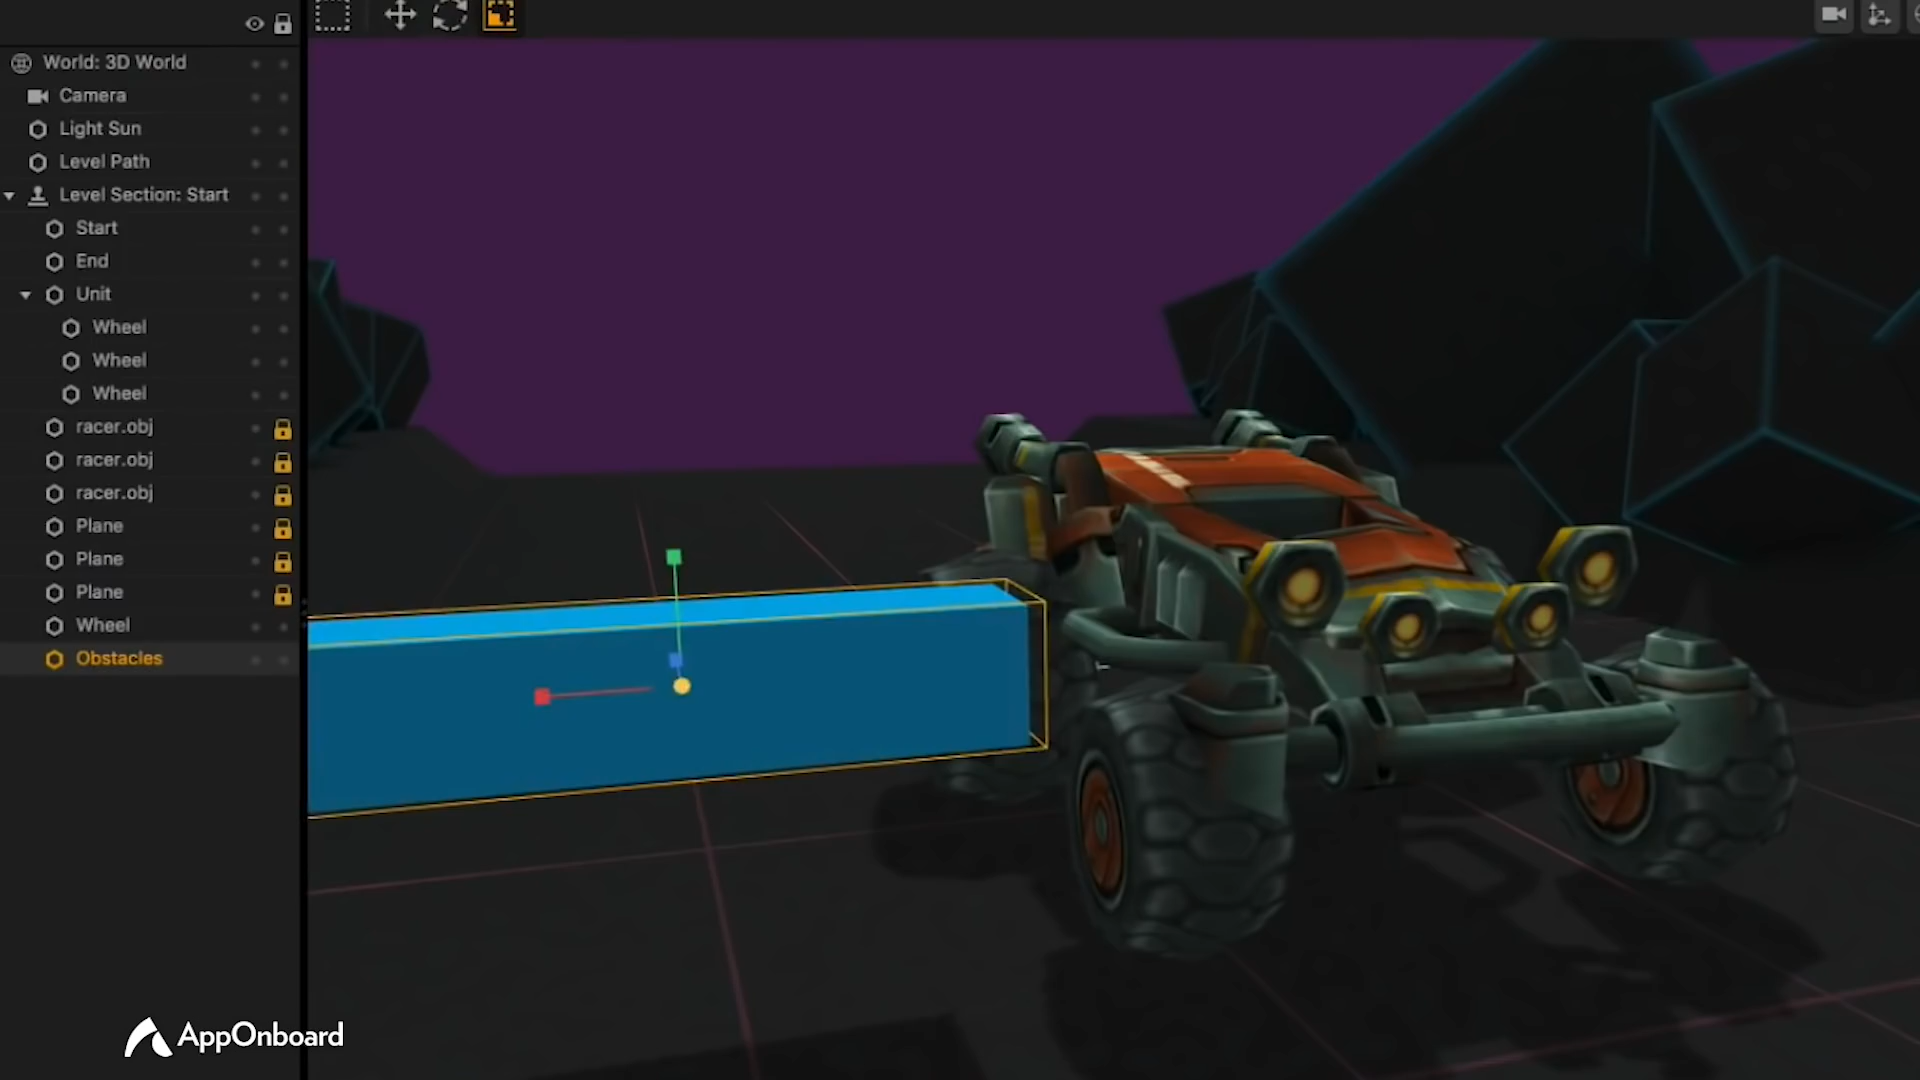 World: 3D World
Camera
Light Sun
Level Path
Level Section: Start
Start
End
Unit
Wheel
Wheel
Wheel
racer.obj
racer.obj
racer.obj
Plane
Plane
Plane
Wheel
Obstacles
AppOnboard